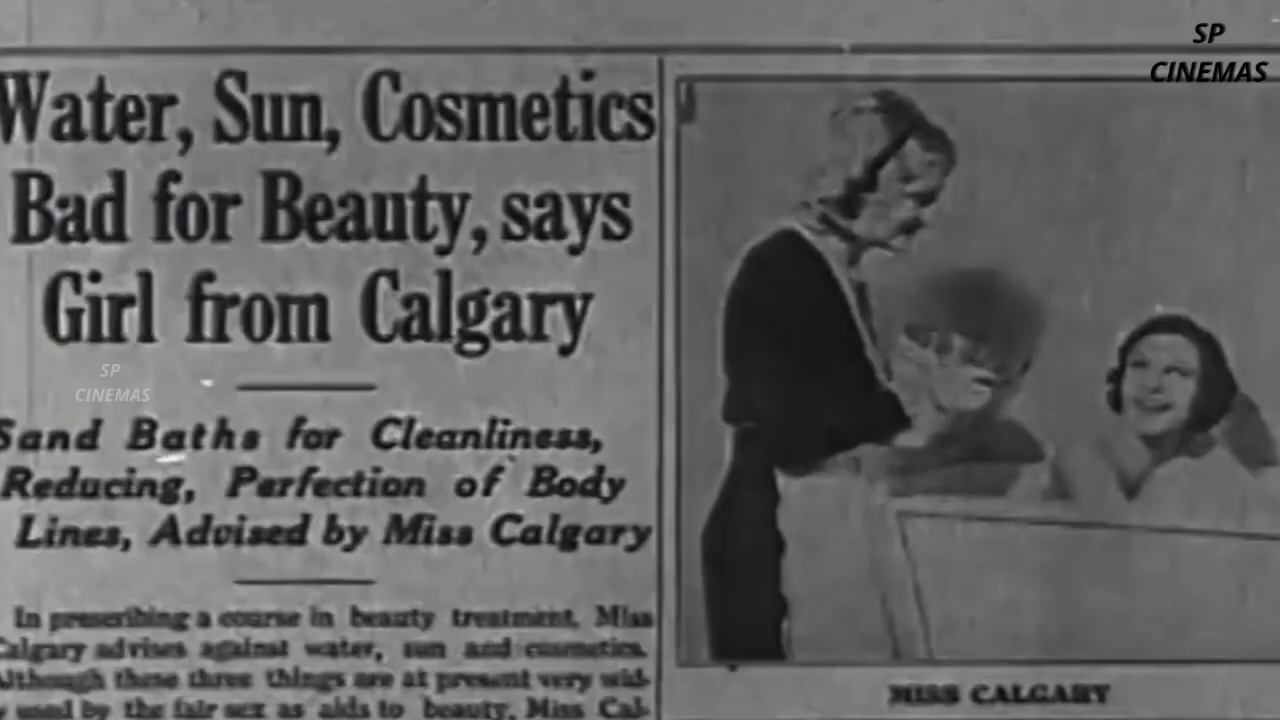 SP
CINEMAS
Water, Sun, Cosmetics
Bad for Beauty, says
Girl from Calgary
SP
CINEMAS
Sand Baths for Cleanliness,
Reducing, Perfection of Body
Lines, Advised by Miss Calgary
In prescribing a course in beauty treatment, Miss
Calgary advises against water, sun and cosmetics.
Although these three things are at present very wid-
y used by the fair sex as aids to beauty, Miss Cal-
MISS CALGARY